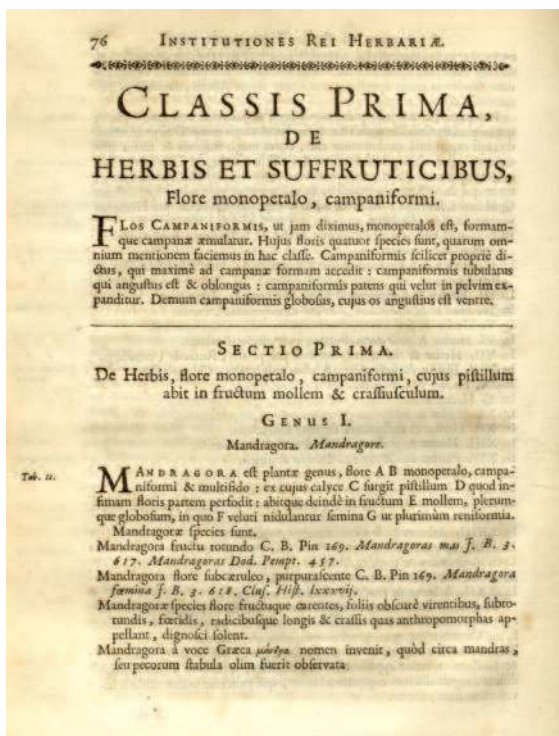 76 INSTITUTIONES REI HERBARIÆ.
CLASSIS PRIMA,
DE
HERBIS ET SUFFRUTICIBUS,
Flore monopetalo, campaniformi.
FLOS CAMPANIFORMIS, ut jam diximus, monopetalos est, formam-
que campanæ æmulatur. Hujus floris quatuor species sunt, quarum om-
nium mentionem faciemus in hac classe. Campaniformis scilicet propriè di-
ctus, qui maximè ad campanæ formam accedit : campaniformis tubulatus
qui angustus est & oblongus : campaniformis patens qui velut in pelvim ex-
panditur. Demum campaniformis globosus, cujus os angustius est ventre.
SECTIO PRIMA.
De Herbis, flore monopetalo, campaniformi, cujus pistillum
abit in fructum mollem & crassiusculum.
GENUS I.
Mandragora. Mandragore.
Tab. 12.
MANDRAGORA est plantæ genus, flore A B monopetalo, campa-
niformi & multifido ; ex cujus calyce C surgit pistillum D quod in-
fimam floris partem perfodit : abitque deindè in fructum E mollem, plerum-
que globosum, in quo F veluti nidulantur semina G ut plurimùm reniformia.
Mandragoræ species sunt.
Mandragora fructu rotundo C. B. Pin 169. Mandragoras mas J. B. 3.
617. Mandragoras Dod. Pempt. 457.
Mandragora flore subcæruleo, purpurascente C. B. Pin 169. Mandragora
fœmina J. B. 3. 618. Cluſ. Hist. lxxxvij.
Mandragoræ species flore fructuque carentes, foliis obscurè virentibus, subro-
tundis, fœtidis, radicibusque longis & crassis quas anthropomorphas ap-
pellant, dignosci solent.
Mandragora à voce Græca μάνδρα nomen invenit, quòd circa mandras,
seu pecorum stabula olim fuerit observata